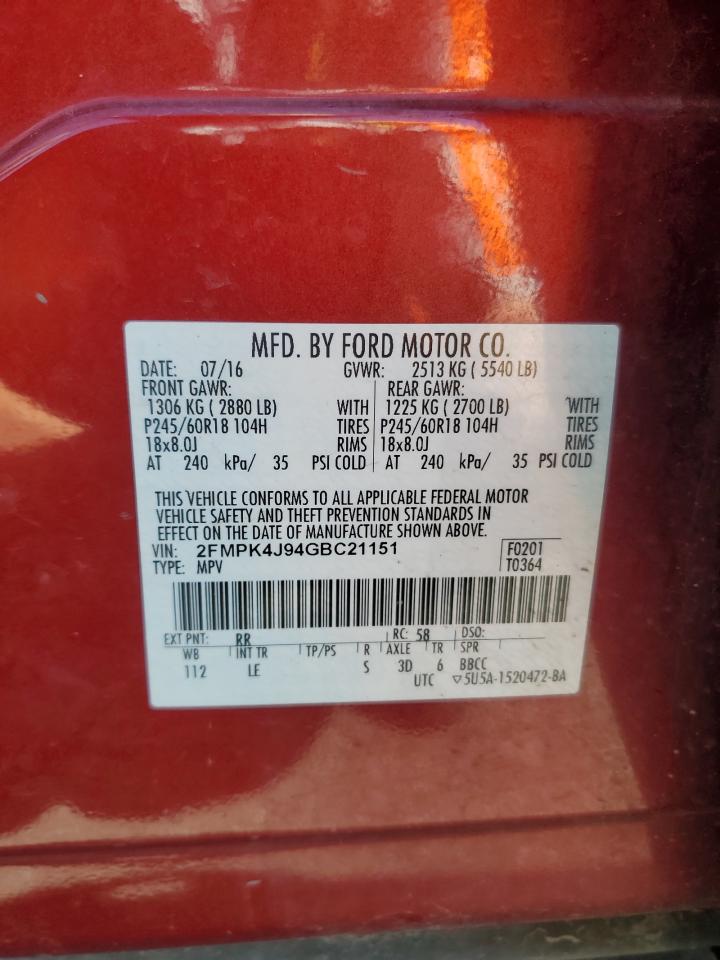 MFD. BY FORD MOTOR CO.
DATE: 07/16 GVWR: 2513 KG ( 5540 LB)
FRONT GAWR: REAR GAWR:
1306 KG ( 2880 LB) WITH 1225 KG ( 2700 LB) WITH
P245/60R18 104H TIRES P245/60R18 104H TIRES
18x8.0J RIMS 18x8.0J RIMS
AT 240 kPa/ 35 PSI COLD AT 240 kPa/ 35 PSI COLD
THIS VEHICLE CONFORMS TO ALL APPLICABLE FEDERAL MOTOR
VEHICLE SAFETY AND THEFT PREVENTION STANDARDS IN
EFFECT ON THE DATE OF MANUFACTURE SHOWN ABOVE.
VIN: 2FMPK4J94GBC21151 F0201
TYPE: MPV T0364
EXT PNT: RR RC: 58 DSO:
WB INT TR TP/PS R AXLE TR SPR
112 LE S 3D 6 BBCC
UTC ▽5U5A-1520472-BA